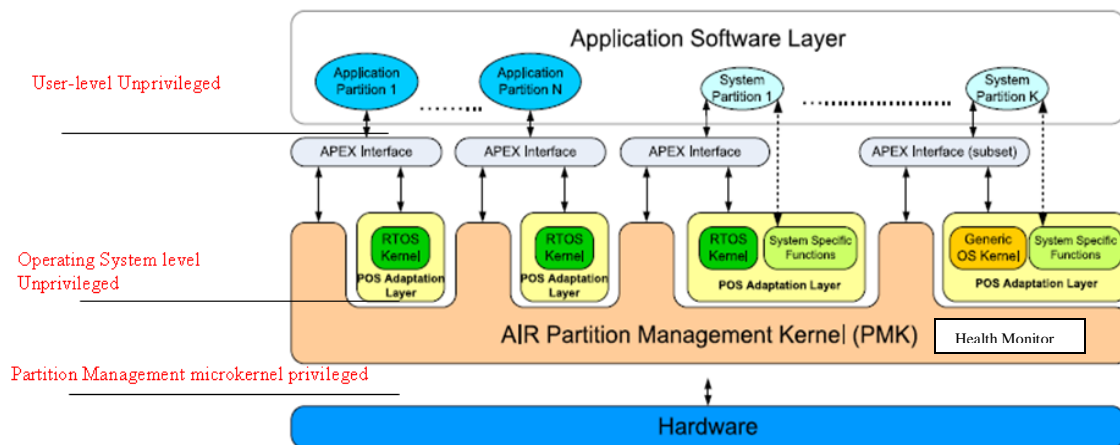 Application Software Layer
User-level Unprivileged
Application
Partition 1
Application
Partition N
System
Partition 1
System
Partition K
APEX Interface
APEX Interface
APEX Interface
APEX Interface (subset)
Operating System level
Unprivileged
RTOS
Kernel
POS Adaptation
Layer
RTOS
Kernel
POS Adaptation
Layer
RTOS
Kernel
System Specific
Functions
POS Adaptation Layer
Generic
OS Kernel
System Specific
Functions
POS Adaptation Layer
AIR Partition Management Kernel (PMK)
Health Monitor
Partition Management microkernel privileged
Hardware